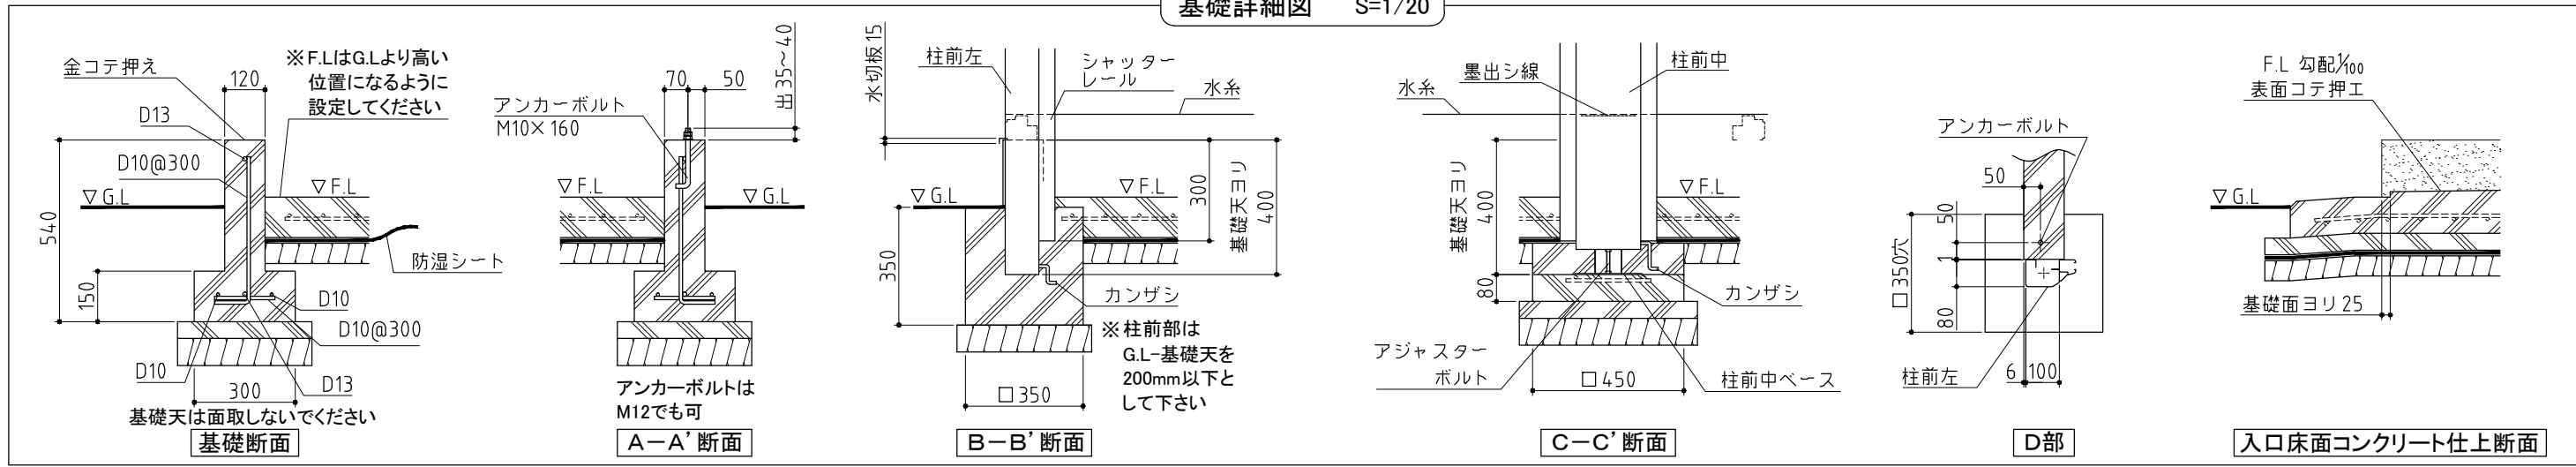 基礎詳細図 S=1/20
金コテ押え
120
※F.LはG.Lより高い
位置になるように
設定してください
D13
D10@300
▽F.L
▽G.L
540
150
防湿シート
D10
D10@300
D10
300
D13
基礎天は面取しないでください
基礎断面
70
50
出35~40
アンカーボルト
M10×160
▽F.L
▽G.L
アンカーボルトは
M12でも可
A-A'断面
水切板15
柱前左
シャッター
レール
水糸
▽G.L
▽F.L
300
基礎天ヨリ
400
350
カンザシ
※柱前部は
G.L-基礎天を
200mm以下と
して下さい
□350
B-B'断面
水糸
墨出シ線
柱前中
基礎天ヨリ
400
▽F.L
80
カンザシ
アジャスター
ボルト
□450
柱前中ベース
C-C'断面
アンカーボルト
50
50
□350穴
1
80
柱前左
6
100
D部
F.L 勾配1/100
表面コテ押エ
▽G.L
基礎面ヨリ25
入口床面コンクリート仕上断面